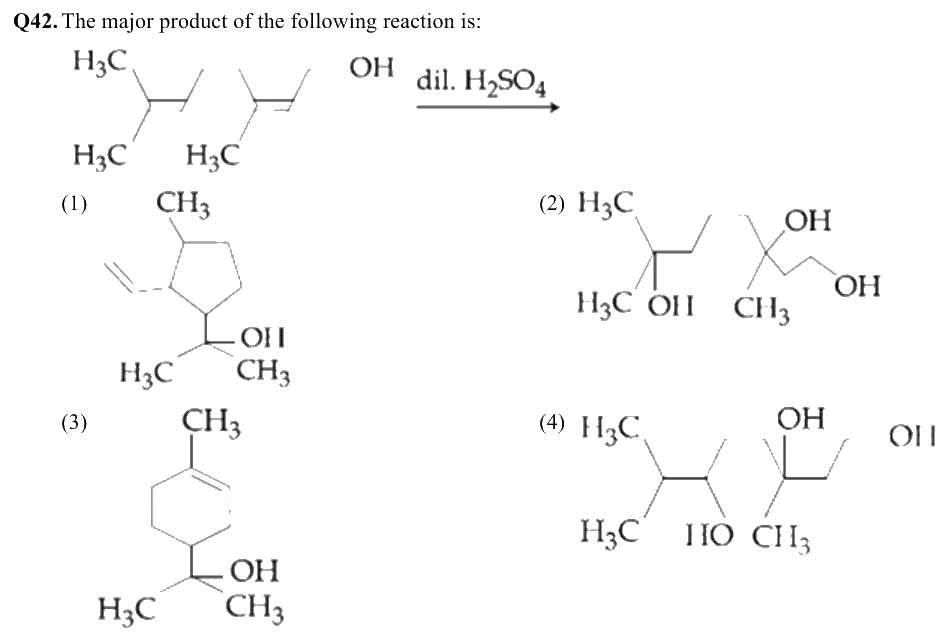 Q42. The major product of the following reaction is:
H₃C
OH
dil. H₂SO₄
H₃C H₃C
(1) CH₃
OH
H₃C CH₃
(2) H₃C
OH
OH
H₃C OH CH₃
(3) CH₃
OH
H₃C CH₃
(4) H₃C
OH
OH
H₃C HO CH₃